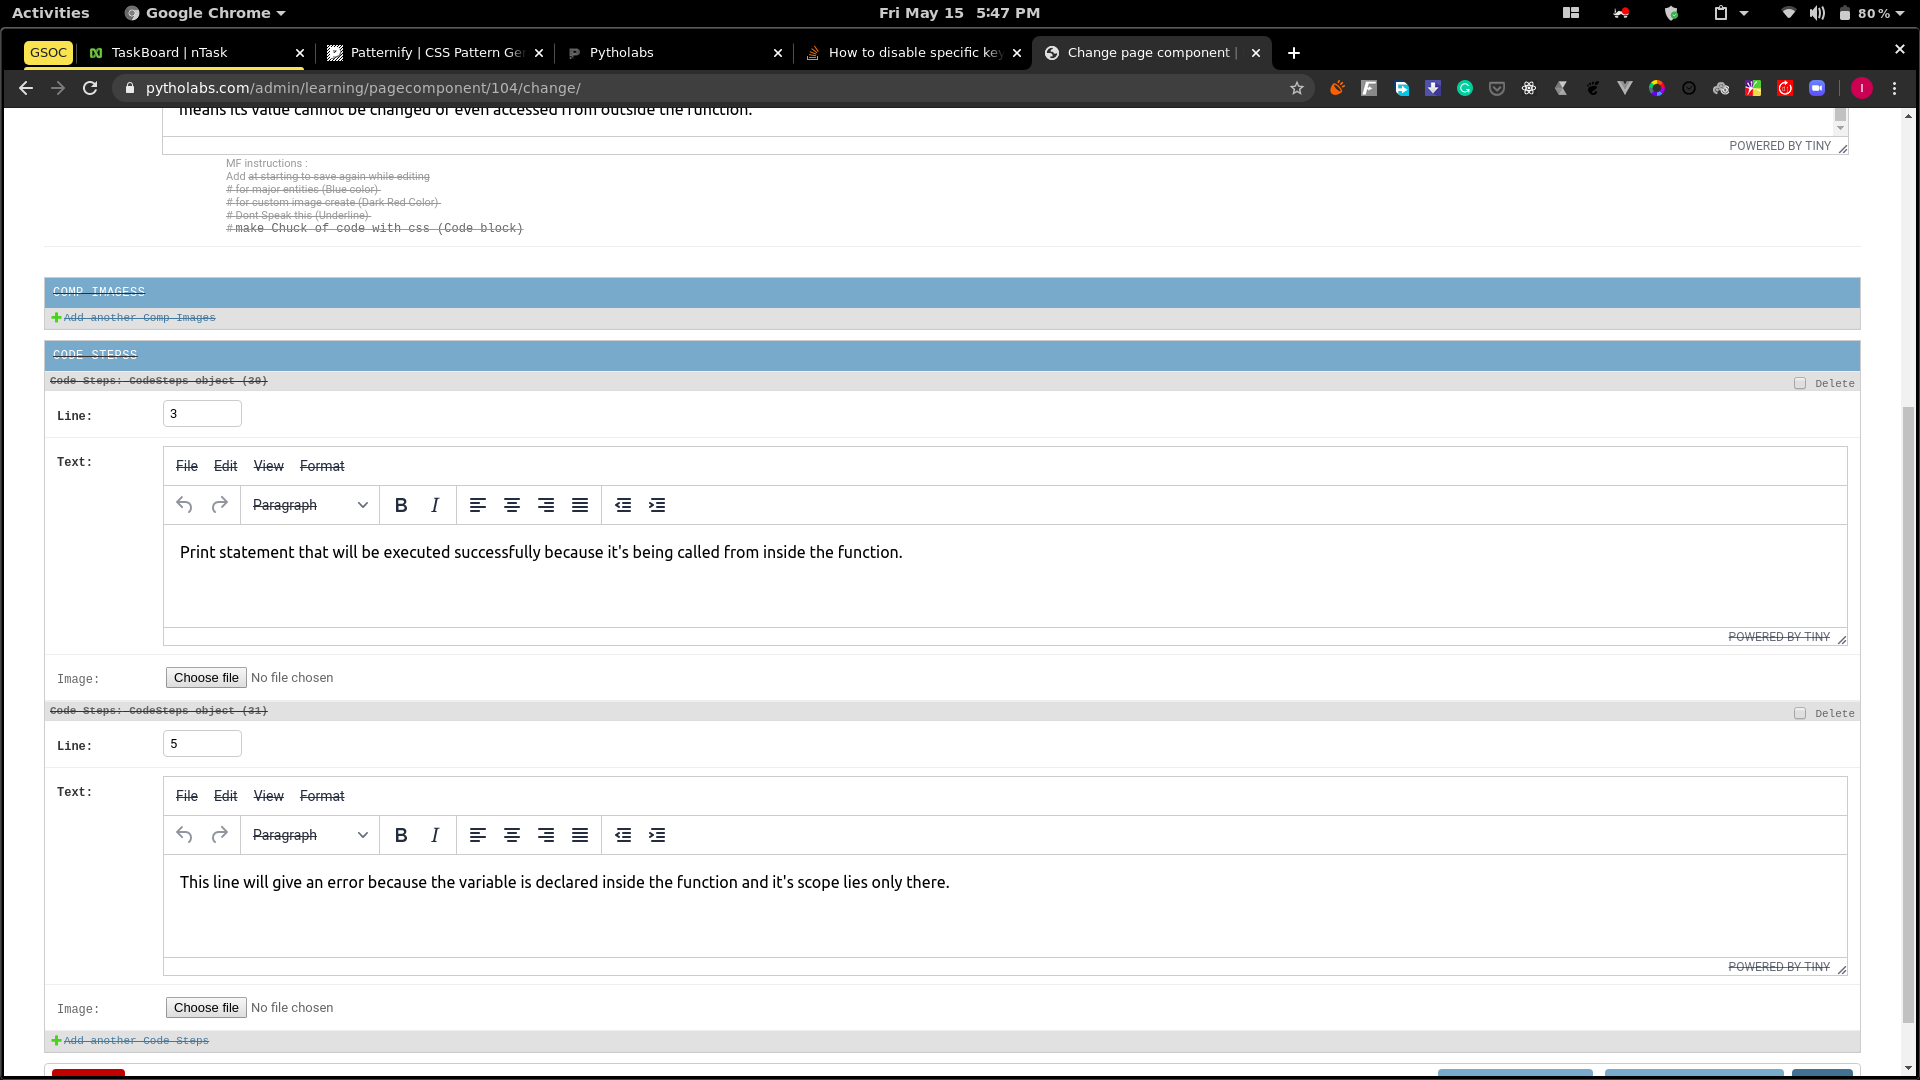 Activities Google Chrome Fri May 15 5:47 PM 80 %
GSOC TaskBoard | nTask Patternify | CSS Pattern Ge Pytholabs How to disable specific key Change page component |
pytholabs.com/admin/learning/pagecomponent/104/change/
means its value cannot be changed or even accessed from outside the function.
POWERED BY TINY
MF instructions :
Add at starting to save again while editing
# for major entities (Blue color)
# for custom image create (Dark Red Color)
# Dont Speak this (Underline)
#make Chuck of code with css (Code block)
COMP IMAGESS
Add another Comp Images
CODE STEPSS
Code Steps: CodeSteps object (30) Delete
Line: 3
Text: File Edit View Format
Paragraph B I
Print statement that will be executed successfully because it's being called from inside the function.
POWERED BY TINY
Image: Choose file No file chosen
Code Steps: CodeSteps object (31) Delete
Line: 5
Text: File Edit View Format
Paragraph B I
This line will give an error because the variable is declared inside the function and it's scope lies only there.
POWERED BY TINY
Image: Choose file No file chosen
Add another Code Steps